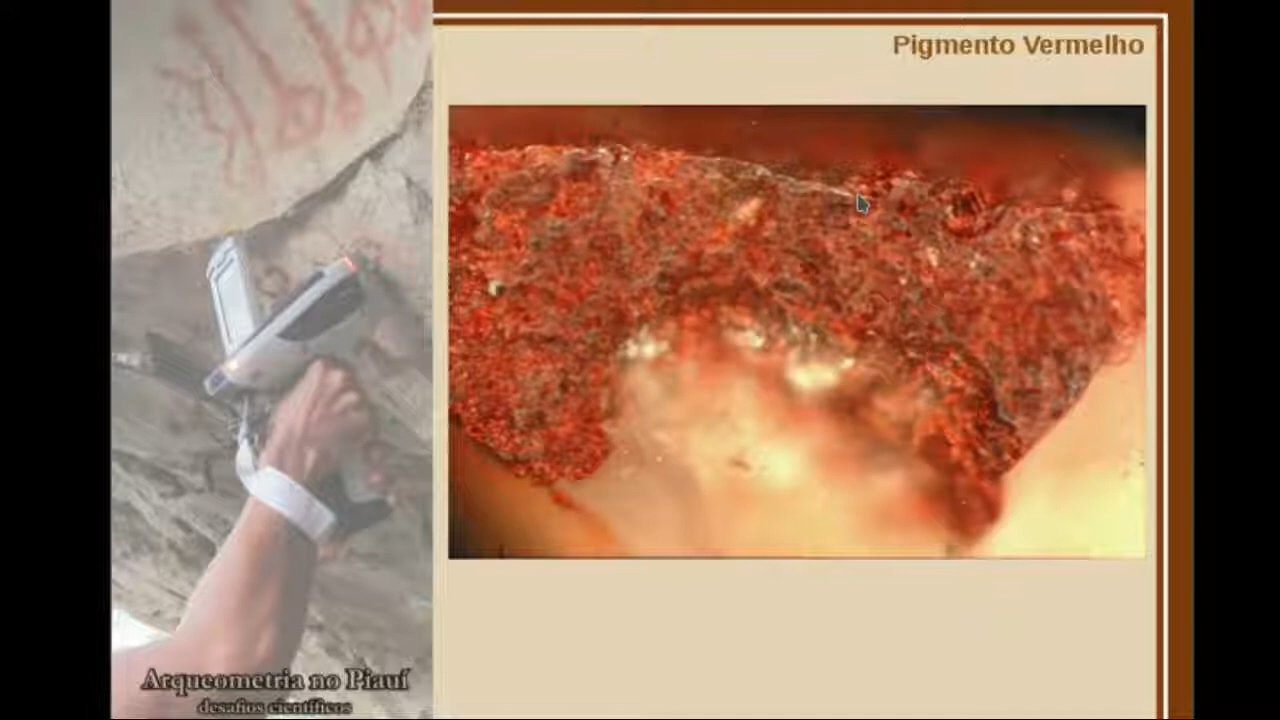 Pigmento Vermelho
Arqueometria no Piauí
desafios científicos